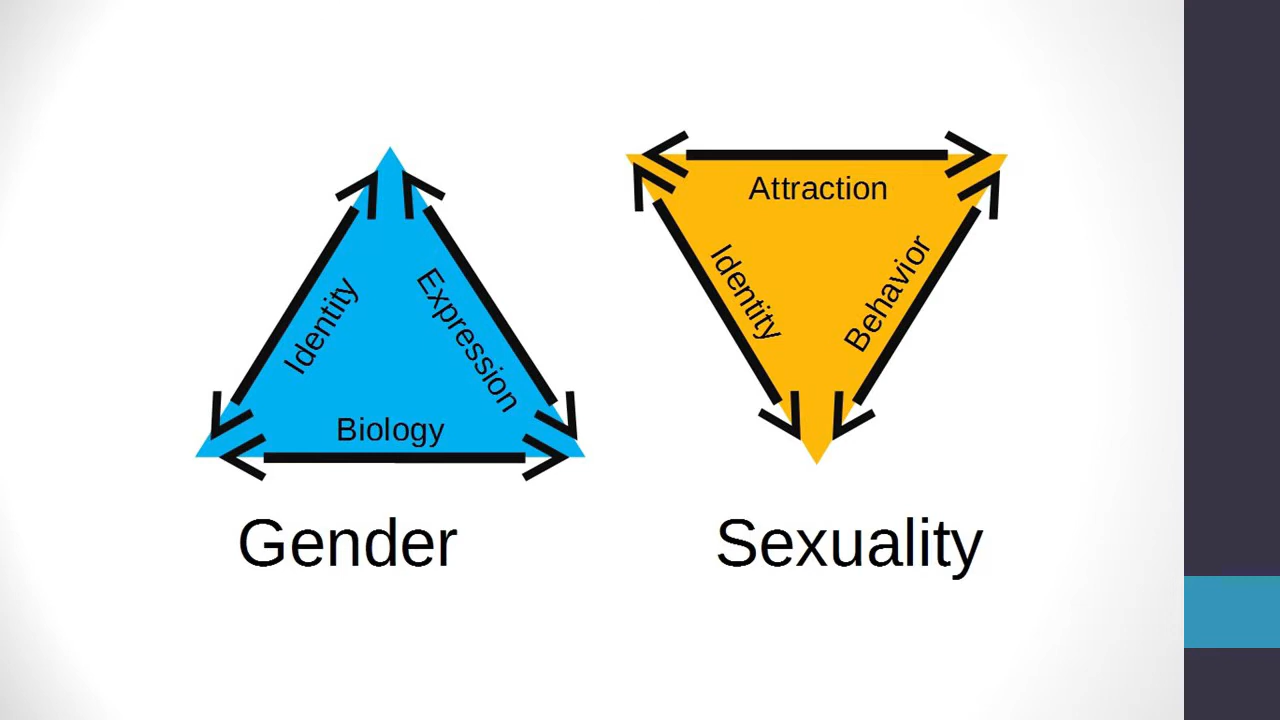 Identity
Expression
Biology
Gender
Attraction
Identity
Behavior
Sexuality